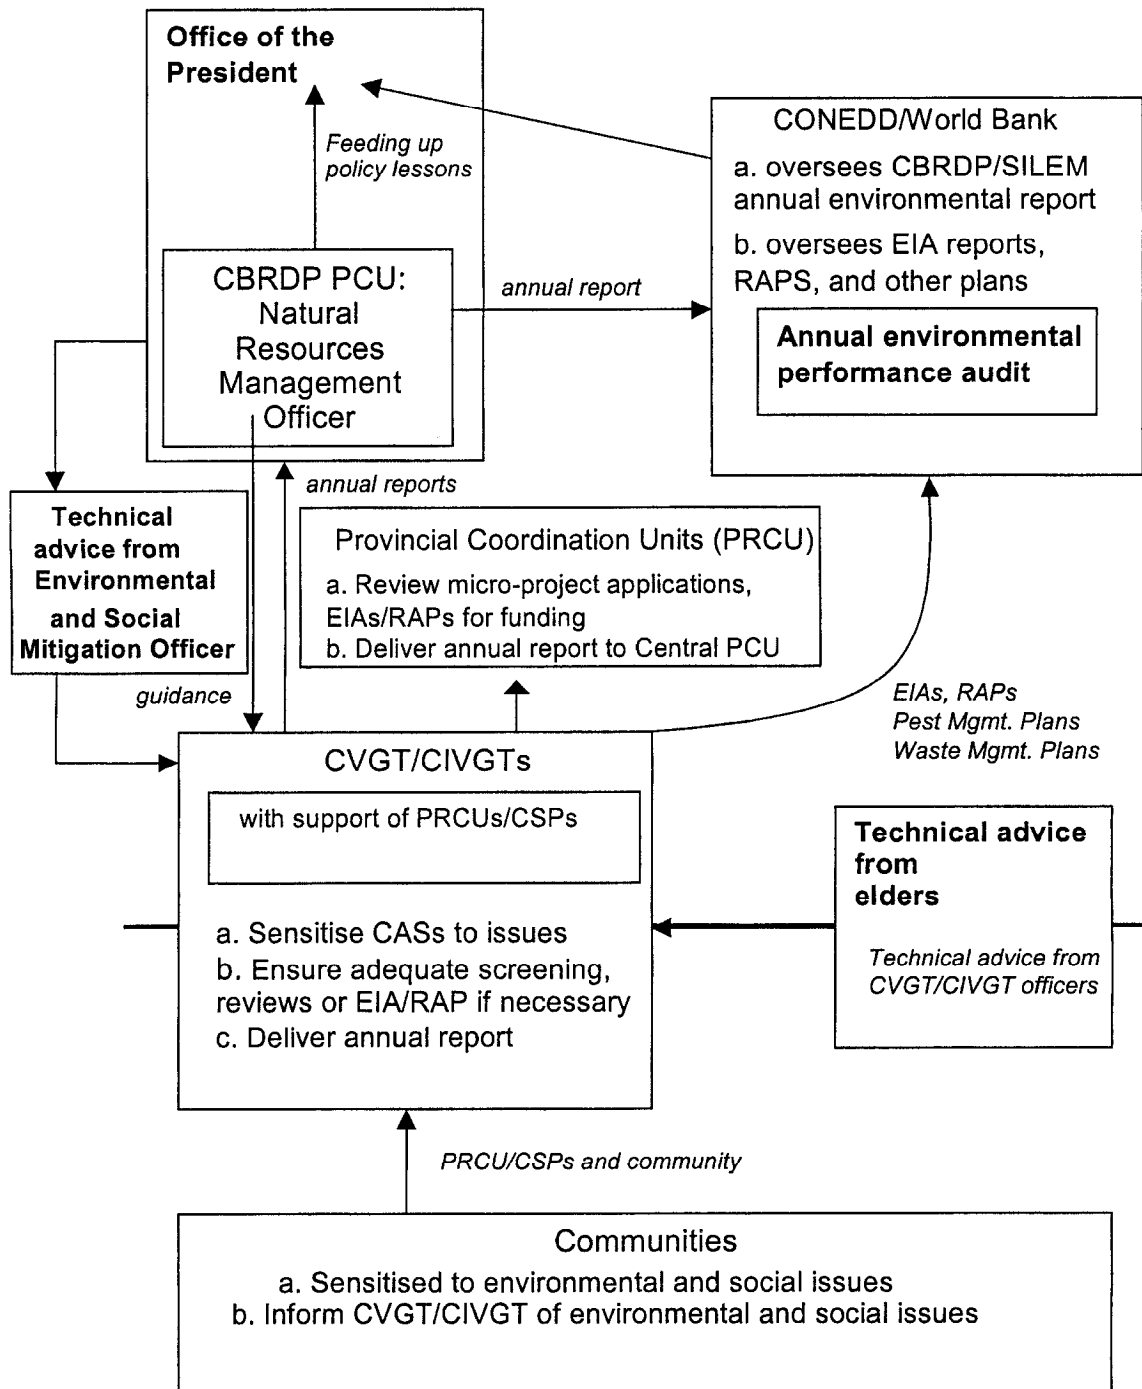 Office of the
President
Feeding up
policy lessons
CBRDP PCU:
Natural
Resources
Management
Officer
annual report
CONEDD/World Bank
a. oversees CBRDP/SILEM
annual environmental report
b. oversees EIA reports,
RAPS, and other plans
Annual environmental
performance audit
annual reports
Technical
advice from
Environmental
and Social
Mitigation Officer
guidance
Provincial Coordination Units (PRCU)
a. Review micro-project applications,
EIAs/RAPs for funding
b. Deliver annual report to Central PCU
EIAs, RAPs
Pest Mgmt. Plans
Waste Mgmt. Plans
CVGT/CIVGTs
with support of PRCUs/CSPs
a. Sensitise CASs to issues
b. Ensure adequate screening,
reviews or EIA/RAP if necessary
c. Deliver annual report
Technical advice
from
elders
Technical advice from
CVGT/CIVGT officers
PRCU/CSPs and community
Communities
a. Sensitised to environmental and social issues
b. Inform CVGT/CIVGT of environmental and social issues